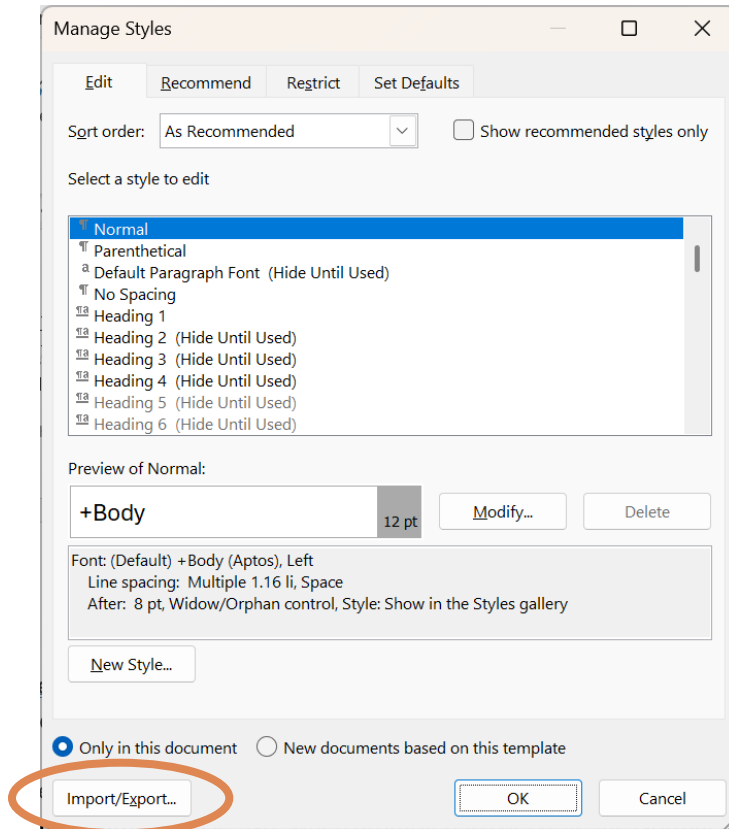 Manage Styles
Edit Recommend Restrict Set Defaults
Sort order: As Recommended Show recommended styles only
Select a style to edit
¶ Normal
¶ Parenthetical
a Default Paragraph Font (Hide Until Used)
¶ No Spacing
¶a Heading 1
¶a Heading 2 (Hide Until Used)
¶a Heading 3 (Hide Until Used)
¶a Heading 4 (Hide Until Used)
¶a Heading 5 (Hide Until Used)
¶a Heading 6 (Hide Until Used)
Preview of Normal:
+Body 12 pt Modify... Delete
Font: (Default) +Body (Aptos), Left
Line spacing: Multiple 1.16 li, Space
After: 8 pt, Widow/Orphan control, Style: Show in the Styles gallery
New Style...
Only in this document New documents based on this template
Import/Export... OK Cancel